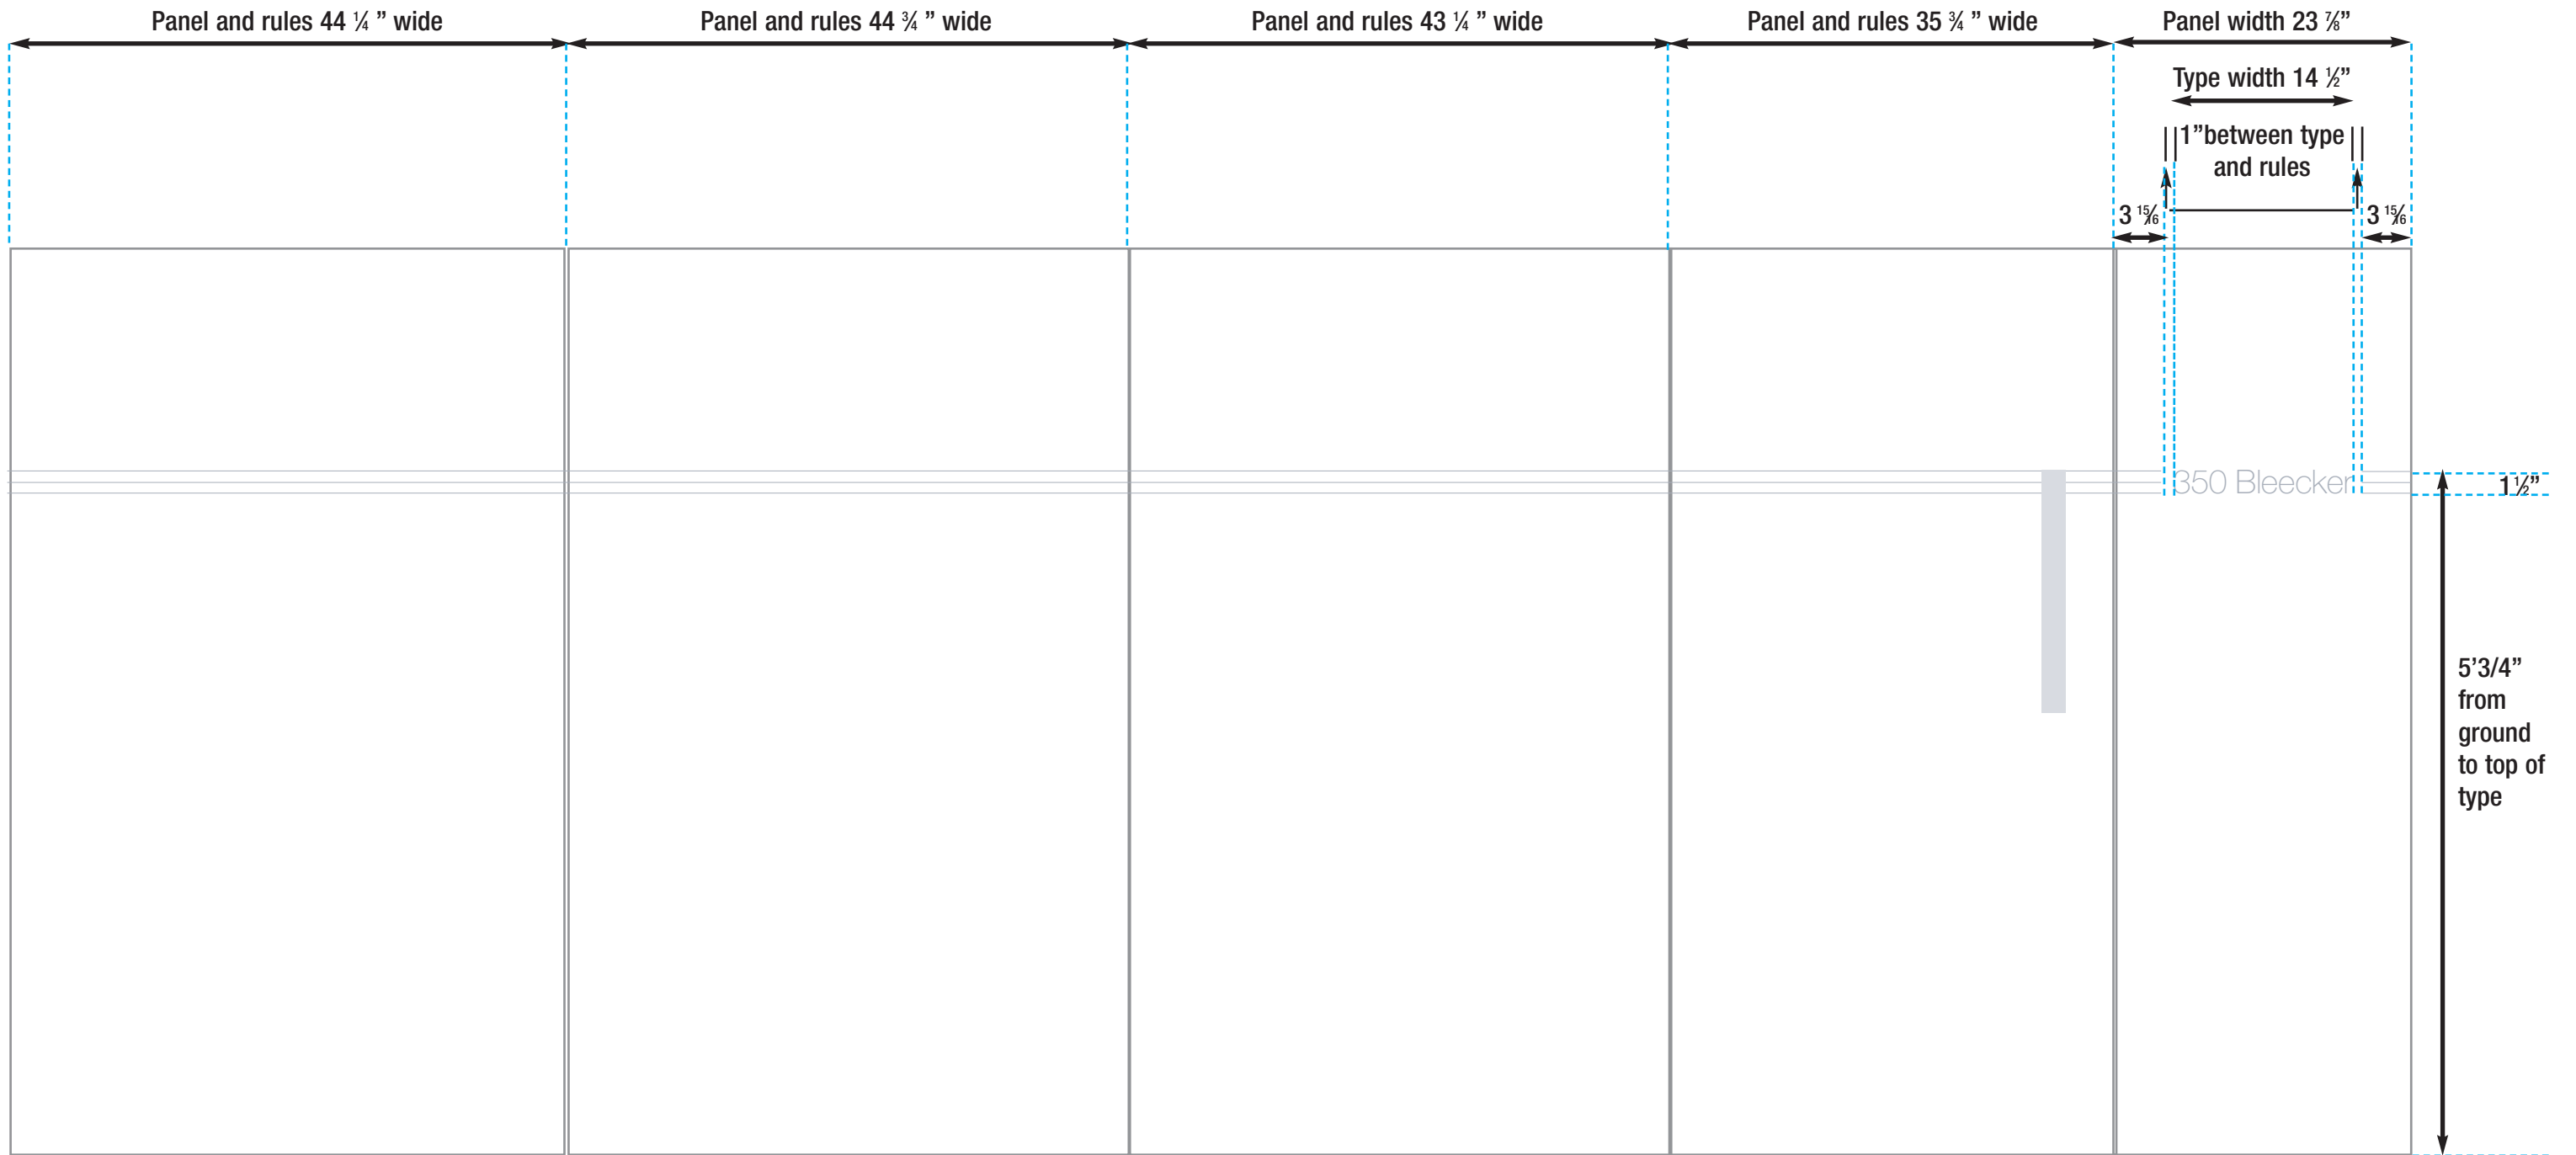 Panel and rules 44 ¼ ” wide
Panel and rules 44 ¾ ” wide
Panel and rules 43 ¼ ” wide
Panel and rules 35 ¾ ” wide
Panel width 23 ⅞”
Type width 14 ½”
1”between type
and rules
3 15⁄16
3 15⁄16
350 Bleecker
1½”
5’3/4”
from
ground
to top of
type